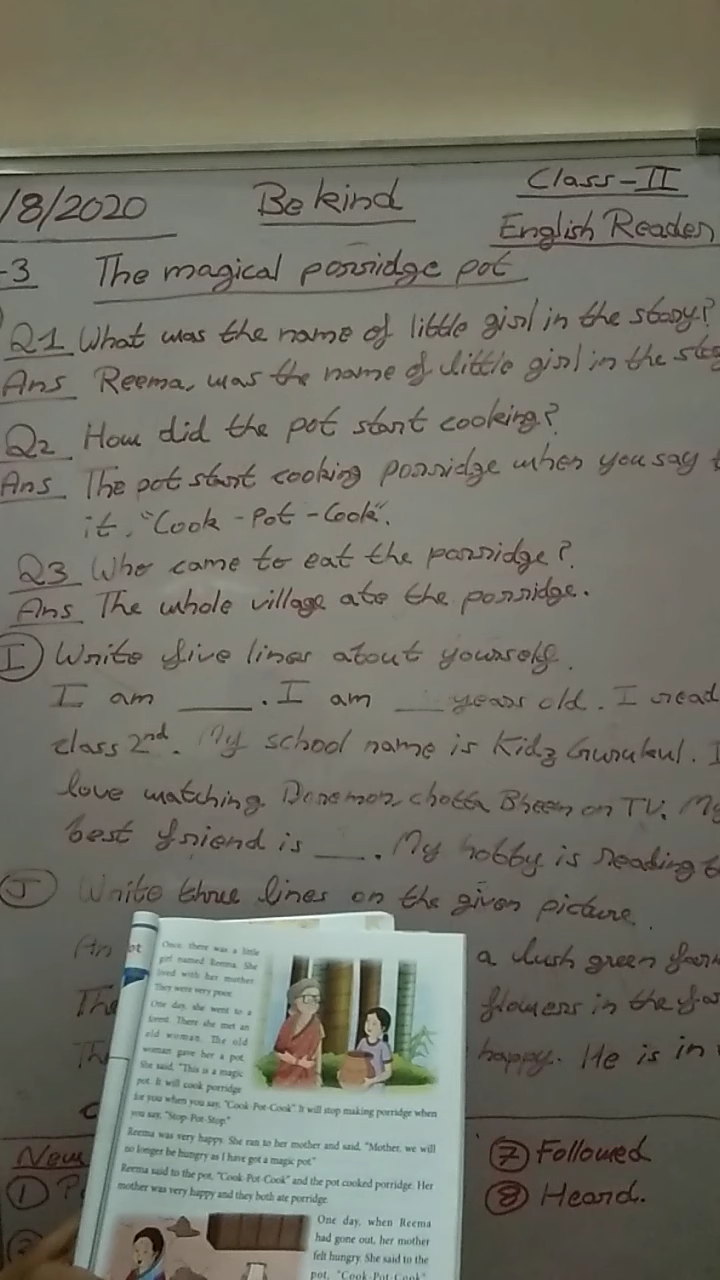 /8/2020 Be kind Class-II
English Reader
-3 The magical porridge pot
Q1 What was the name of little girl in the story?
Ans Reema, was the name of little girl in the
Q2 How did the pot start cooking?
Ans The pot start cooking porridge when you say
it, "Cook-Pot-Cook".
Q3 Who came to eat the porridge?
Ans The whole village ate the porridge.
I Write five lines about yourself.
I am ___. I am ___ years old. I read
class 2nd. My school name is Kidz Gurukul. I
love watching Doremon, chotta Bheem on TV. My
best friend is ___. My hobby is reading
J Write three lines on the given picture.
An a lush green
The flowers in the
happy. He is in
New
① ⑦ Followed
⑧ Heard.
ot
Once, there was a little
girl named Reema. She
lived with her mother.
They were very poor.
One day, she went to a
forest. There she met an
old woman. The old
woman gave her a pot.
She said, "This is a magic
pot. It will cook porridge
for you when you say, "Cook-Pot-Cook". It will stop making porridge when
you say, "Stop-Pot-Stop."
Reema was very happy. She ran to her mother and said, "Mother, we will
no longer be hungry as I have got a magic pot."
Reema said to the pot, "Cook-Pot-Cook" and the pot cooked porridge. Her
mother was very happy and they both ate porridge.
One day, when Reema
had gone out, her mother
felt hungry. She said to the
pot, "Cook-Pot-Cook"